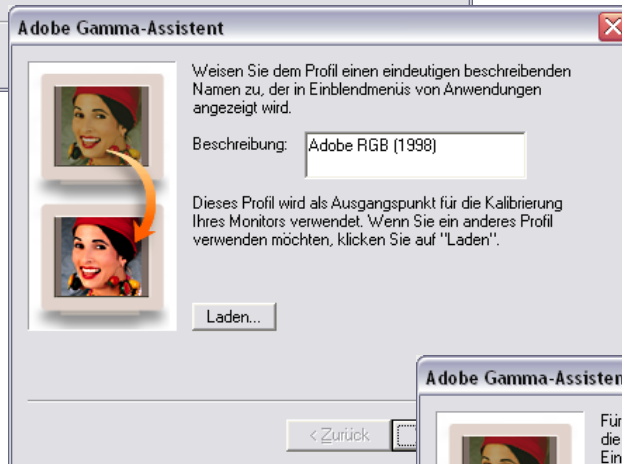 Adobe Gamma-Assistent
Weisen Sie dem Profil einen eindeutigen beschreibenden
Namen zu, der in Einblendmenüs von Anwendungen
angezeigt wird.
Beschreibung: Adobe RGB (1998)
Dieses Profil wird als Ausgangspunkt für die Kalibrierung
Ihres Monitors verwendet. Wenn Sie ein anderes Profil
verwenden möchten, klicken Sie auf "Laden".
Laden...
< Zurück
Adobe Gamma-Assisten
Für
die
Ein